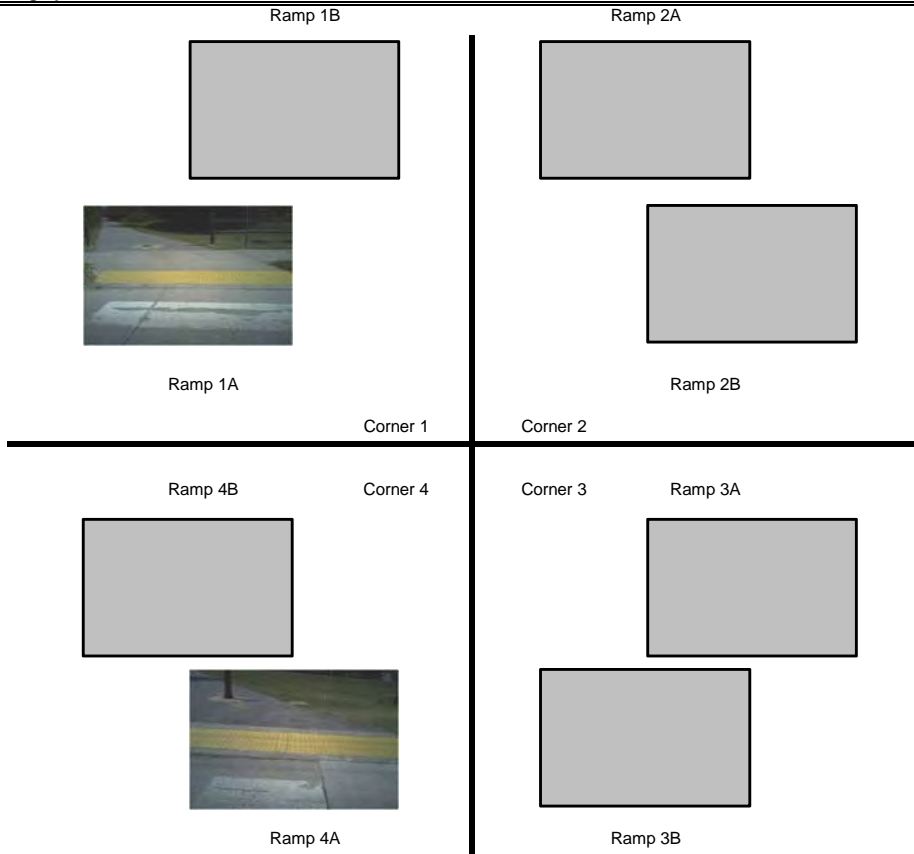 Ramp 1B
Ramp 2A
Ramp 1A
Ramp 2B
Corner 1
Corner 2
Ramp 4B
Corner 4
Corner 3
Ramp 3A
Ramp 4A
Ramp 3B